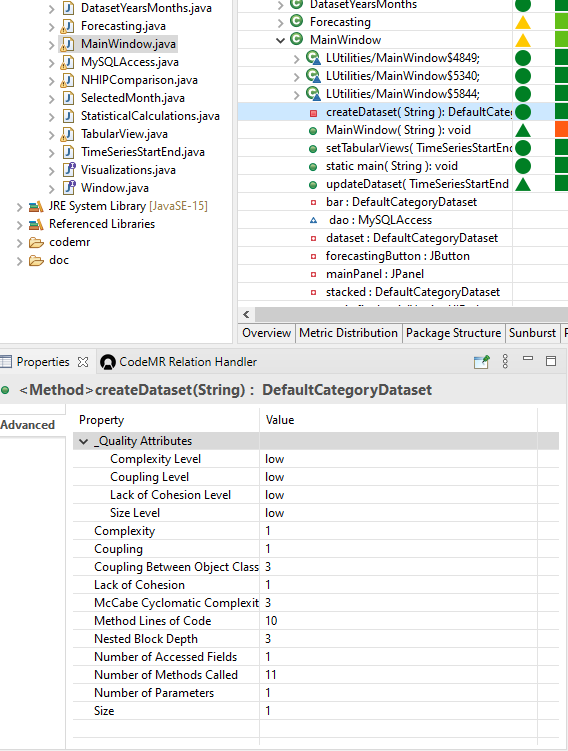 DatasetYearsMonths.java
Forecasting.java
MainWindow.java
MySQLAccess.java
NHIPComparison.java
SelectedMonth.java
StatisticalCalculations.java
TabularView.java
TimeSeriesStartEnd.java
Visualizations.java
Window.java
JRE System Library [JavaSE-15]
Referenced Libraries
codemr
doc
DatasetYearsMonths
Forecasting
MainWindow
LUtilities/MainWindow$4849;
LUtilities/MainWindow$5340;
LUtilities/MainWindow$5844;
createDataset( String ): DefaultCateg
MainWindow( String ): void
setTabularViews( TimeSeriesStartEnd
static main( String ): void
updateDataset( TimeSeriesStartEnd
bar : DefaultCategoryDataset
dao : MySQLAccess
dataset : DefaultCategoryDataset
forecastingButton : JButton
mainPanel : JPanel
stacked : DefaultCategoryDataset
Overview Metric Distribution Package Structure Sunburst
Properties CodeMR Relation Handler
<Method>createDataset(String) : DefaultCategoryDataset
Advanced
Property Value
_Quality Attributes
Complexity Level low
Coupling Level low
Lack of Cohesion Level low
Size Level low
Complexity 1
Coupling 1
Coupling Between Object Class 3
Lack of Cohesion 1
McCabe Cyclomatic Complexit 3
Method Lines of Code 10
Nested Block Depth 3
Number of Accessed Fields 1
Number of Methods Called 11
Number of Parameters 1
Size 1